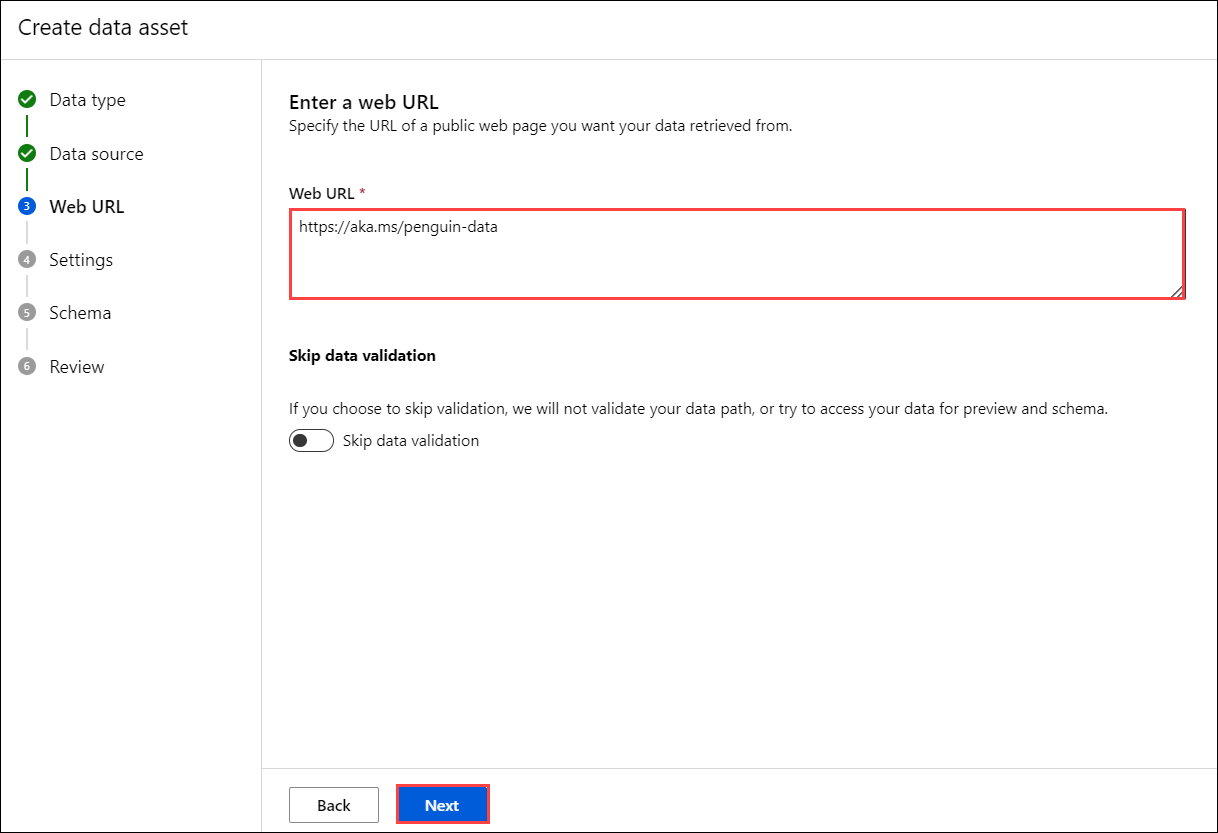 Create data asset
Data type
Data source
3 Web URL
4 Settings
5 Schema
6 Review
Enter a web URL
Specify the URL of a public web page you want your data retrieved from.
Web URL *
https://aka.ms/penguin-data
Skip data validation
If you choose to skip validation, we will not validate your data path, or try to access your data for preview and schema.
Skip data validation
Back
Next